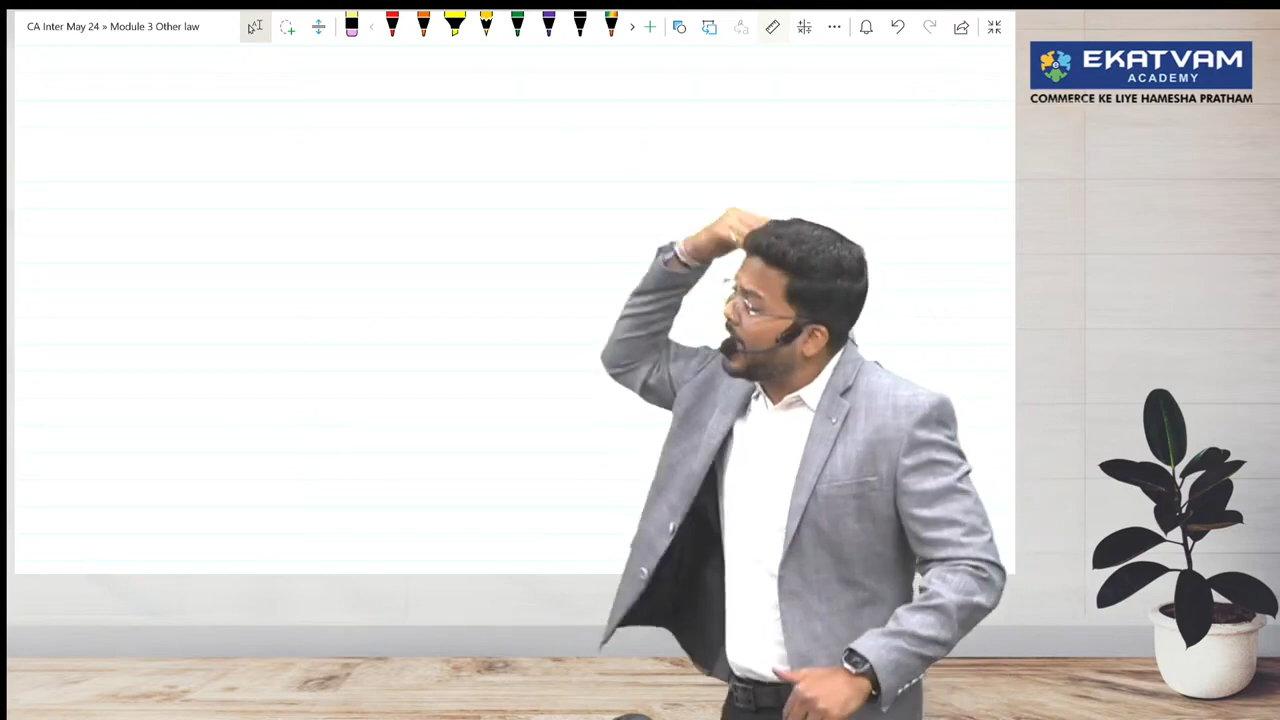 CA Inter May 24 » Module 3 Other law
EKATVAM
ACADEMY
COMMERCE KE LIYE HAMESHA PRATHAM